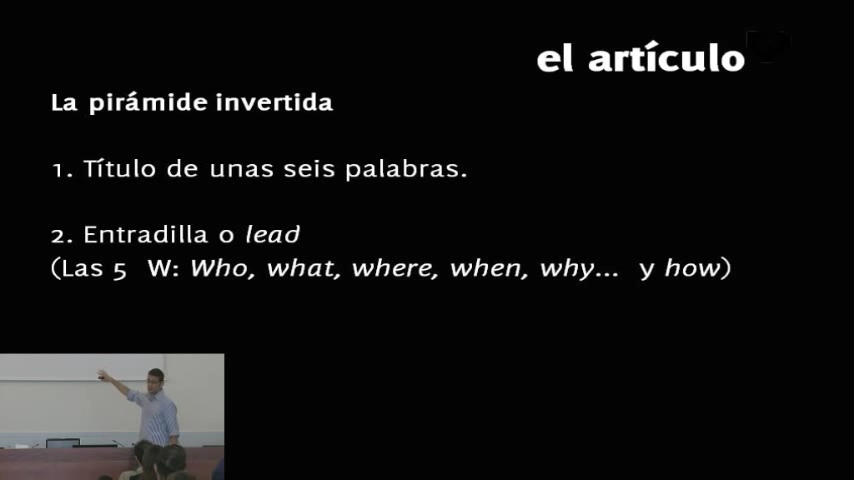 el artículo
La pirámide invertida
1. Título de unas seis palabras.
2. Entradilla o lead
(Las 5 W: Who, what, where, when, why... y how)